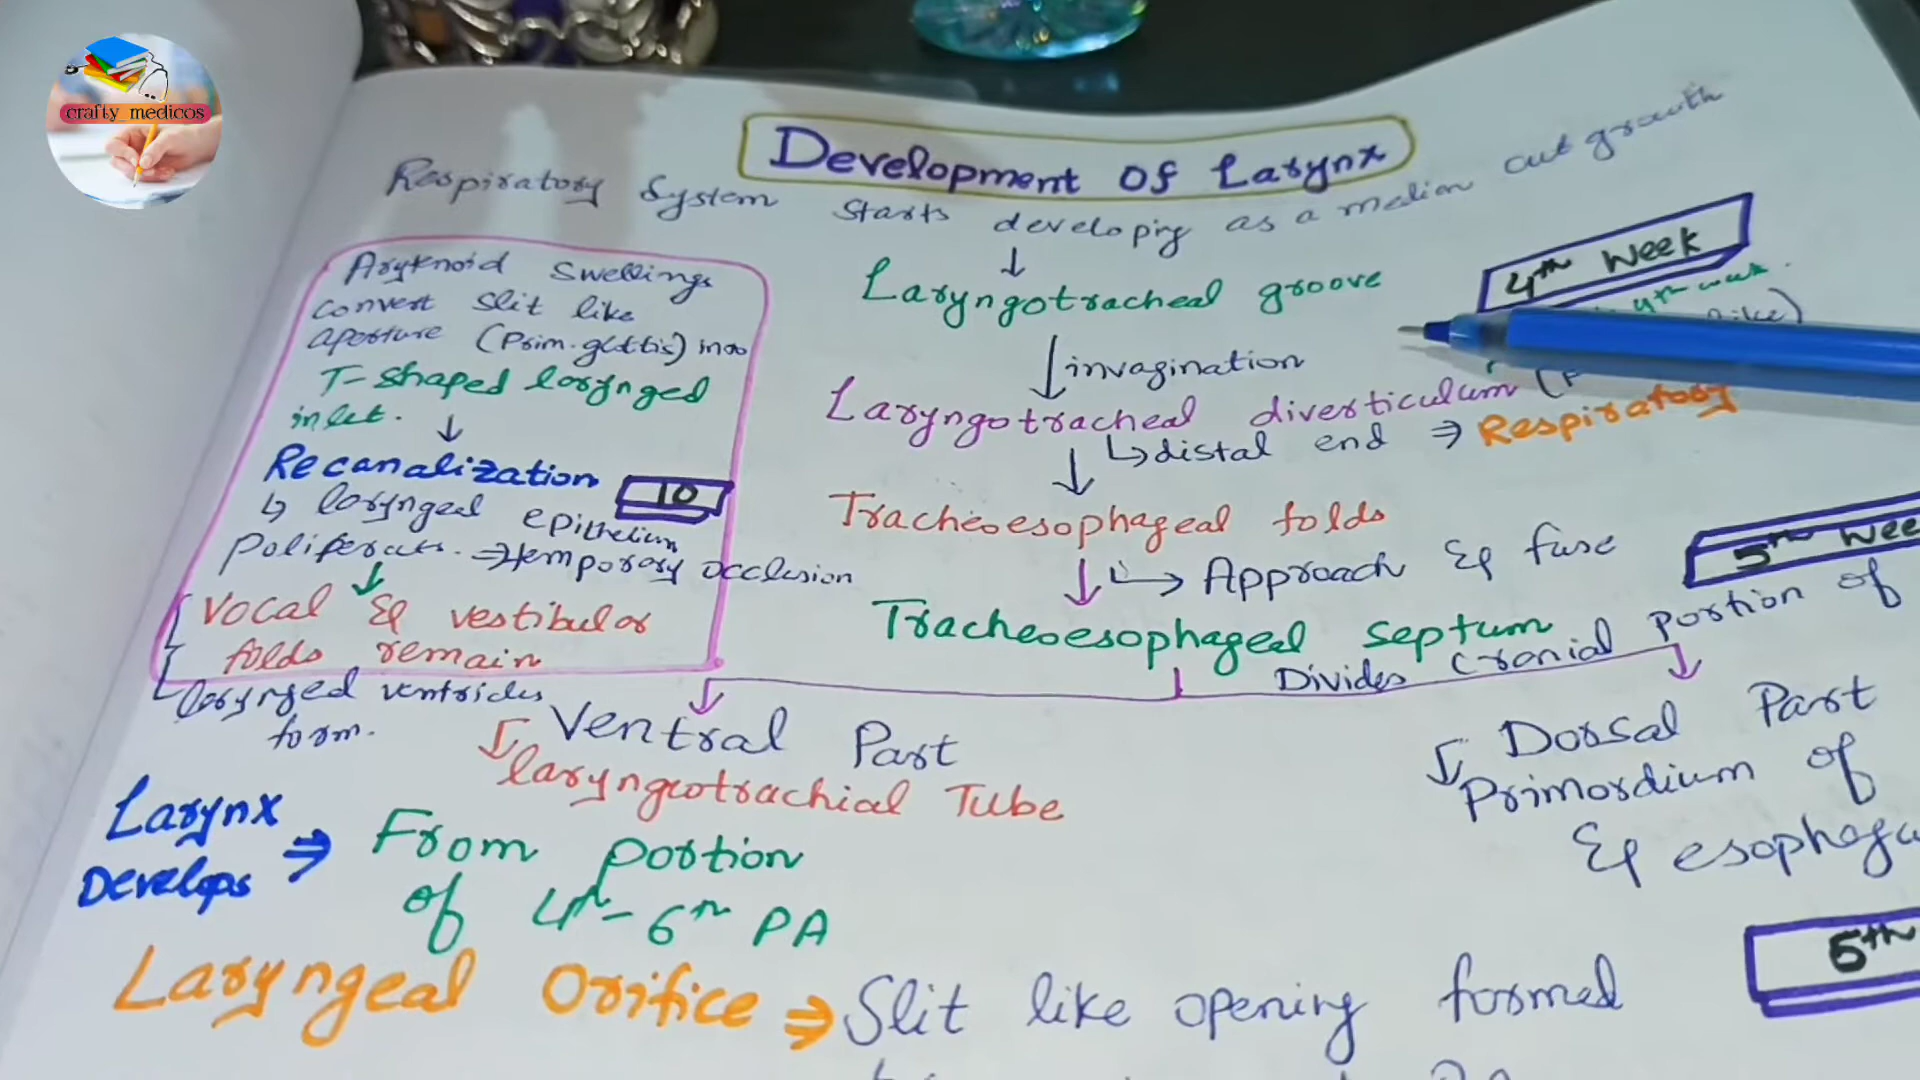 crafty_medicos
Development Of Larynx
Respiratory System starts developing as a median out growth
↓
Laryngotracheal groove
4th Week
4th week
↓ invagination
Laryngotracheal diverticulum (
↳ distal end ⇒ Respiratory
↓
Tracheoesophageal folds
↓ ↳ Approach & fuse
5th Wee
Tracheoesophageal septum
Divides Cranial portion of
Ventral Part
laryngeotrachial Tube
Dorsal Part
Primordium of
& esophagu
Swellings
convert slit like
aperture (Prim. glottis) into
T-shaped laryngeal
inlet.
↓
Recanalization
10
↳ laryngeal epithelium
⇒ temporary occlusion
↓
Vocal & vestibular
folds remain
laryngeal ventricles
form.
Larynx
Develops ⇒ From portion
of 4th-6th PA
5th
Laryngeal Orifice ⇒ Slit like opening formed